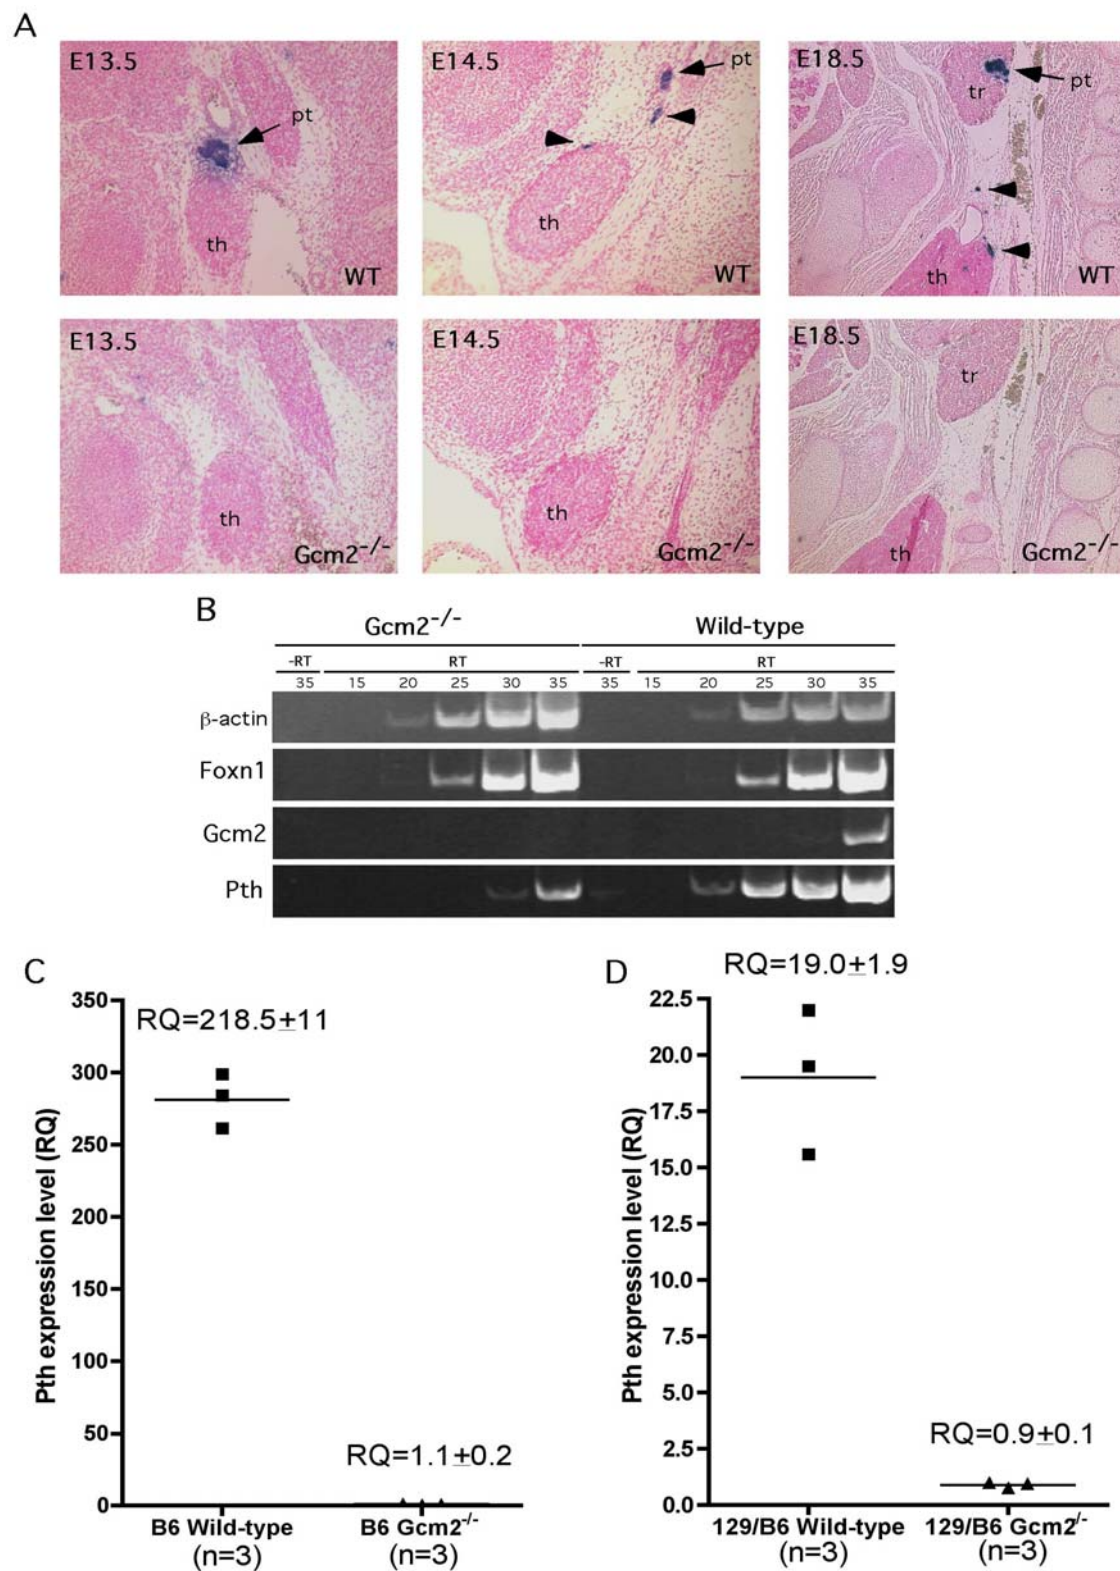 A
E13.5
pt
th
WT
E14.5
pt
th
WT
E18.5
tr
pt
th
WT
E13.5
th
Gcm2-/-
E14.5
th
Gcm2-/-
E18.5
tr
th
Gcm2-/-
B
Gcm2-/- Wild-type
-RT RT -RT RT
35 15 20 25 30 35 35 15 20 25 30 35
β-actin
Foxn1
Gcm2
Pth
C
RQ=218.5±11
Pth expression level (RQ)
350
300
250
200
150
100
50
0
RQ=1.1±0.2
B6 Wild-type
(n=3)
B6 Gcm2-/-
(n=3)
D
RQ=19.0±1.9
Pth expression level (RQ)
22.5
20.0
17.5
15.0
12.5
10.0
7.5
5.0
2.5
0.0
RQ=0.9±0.1
129/B6 Wild-type
(n=3)
129/B6 Gcm2-/-
(n=3)